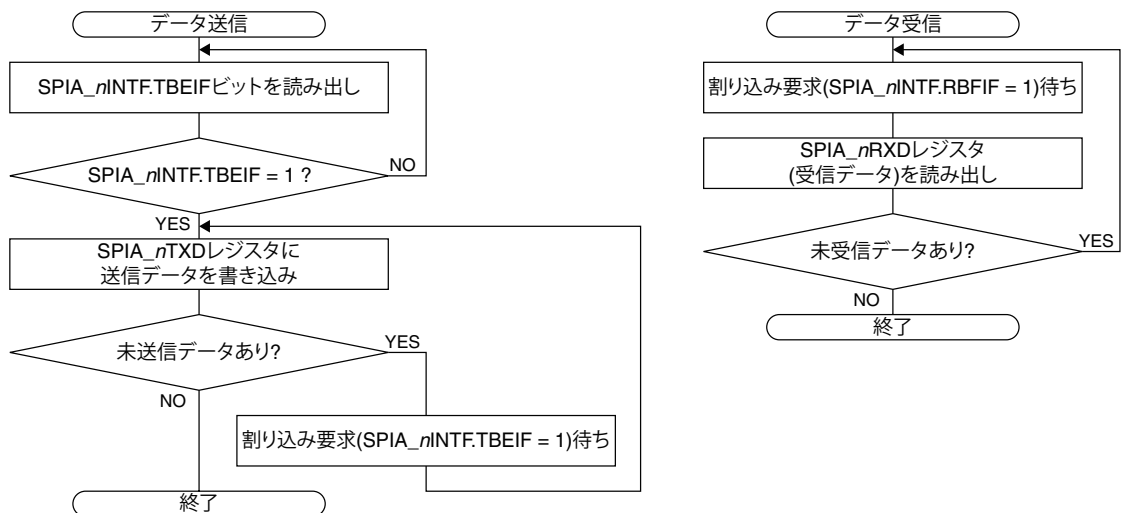 データ送信
SPIA_nINTF.TBEIFビットを読み出し
SPIA_nINTF.TBEIF = 1 ?
NO
YES
SPIA_nTXDレジスタに
送信データを書き込み
未送信データあり?
YES
NO
割り込み要求(SPIA_nINTF.TBEIF = 1)待ち
終了
データ受信
割り込み要求(SPIA_nINTF.RBFIF = 1)待ち
SPIA_nRXDレジスタ
(受信データ)を読み出し
未受信データあり?
YES
NO
終了